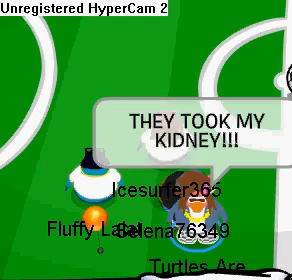 Unregistered HyperCam 2
THEY TOOK MY
KIDNEY!!!
Icesurfer365
Fluffy
Selena76349
Turtles Are